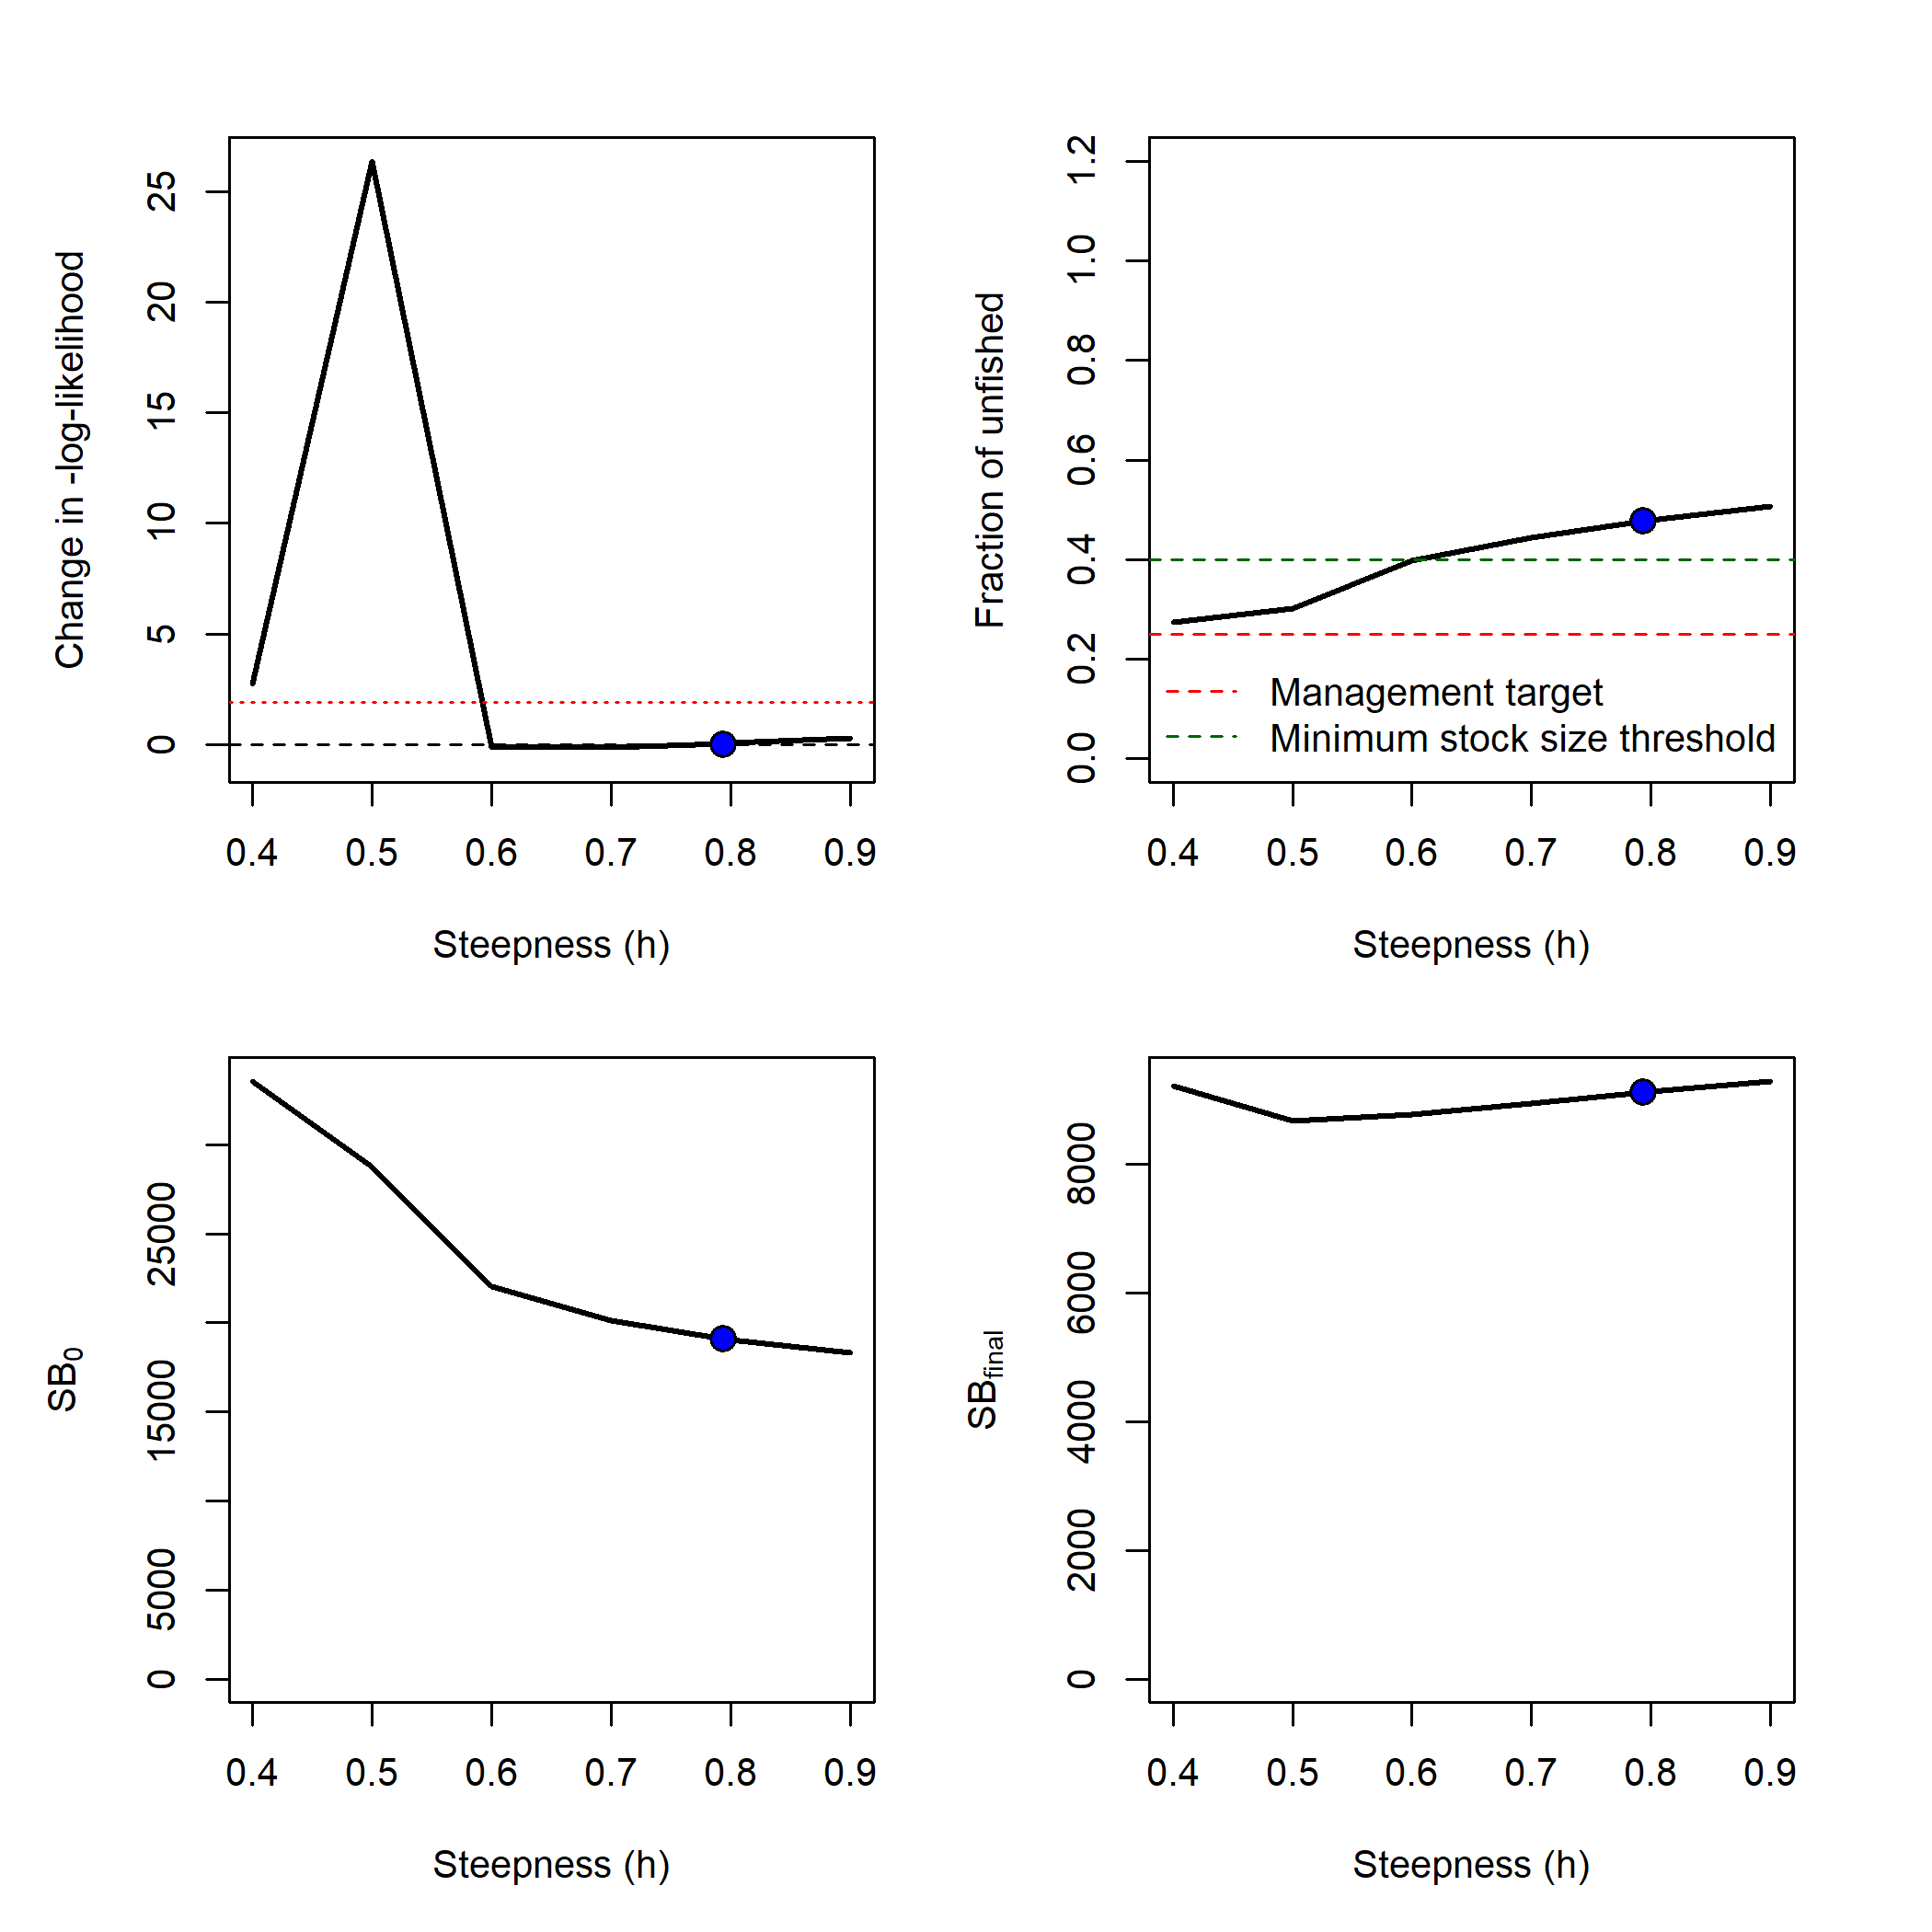 Change in -log-likelihood
0 5 10 15 20 25
0.4 0.5 0.6 0.7 0.8 0.9
Steepness (h)
Fraction of unfished
0.0 0.2 0.4 0.6 0.8 1.0 1.2
Management target
Minimum stock size threshold
0.4 0.5 0.6 0.7 0.8 0.9
Steepness (h)
SB0
0 5000 15000 25000
0.4 0.5 0.6 0.7 0.8 0.9
Steepness (h)
SBfinal
0 2000 4000 6000 8000
0.4 0.5 0.6 0.7 0.8 0.9
Steepness (h)